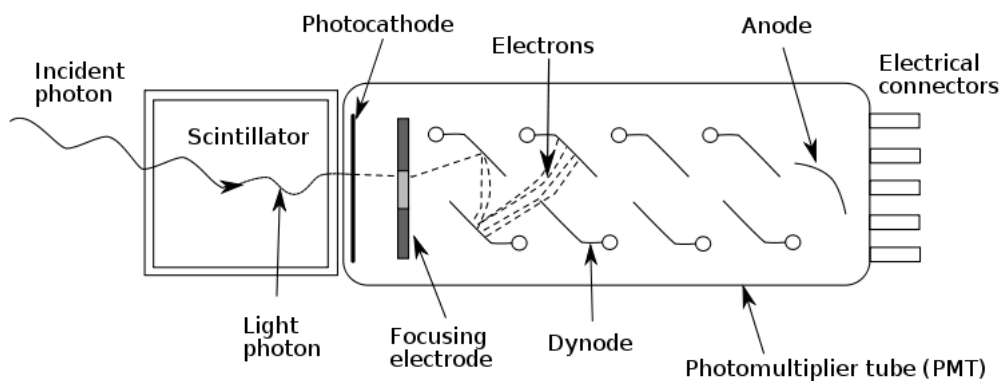 Photocathode
Electrons
Anode
Incident
photon
Electrical
connectors
Scintillator
Light
photon
Focusing
electrode
Dynode
Photomultiplier tube (PMT)